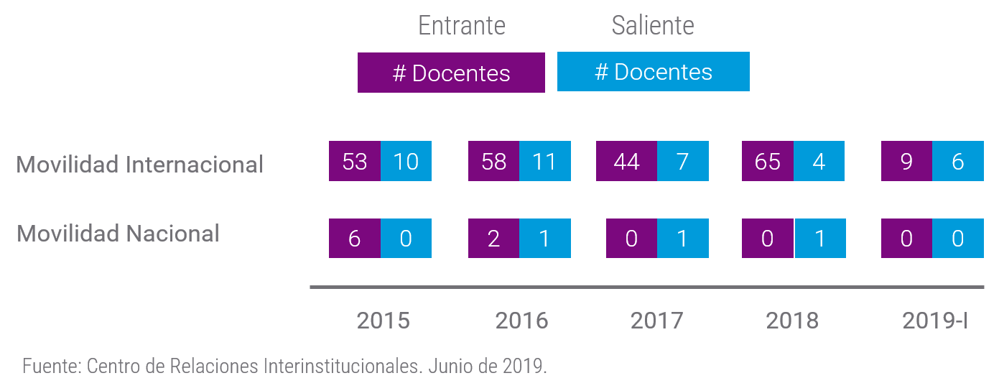 Entrante Saliente
# Docentes # Docentes
Movilidad Internacional 53 10 58 11 44 7 65 4 9 6
Movilidad Nacional 6 0 2 1 0 1 0 1 0 0
2015 2016 2017 2018 2019-I
Fuente: Centro de Relaciones Interinstitucionales. Junio de 2019.